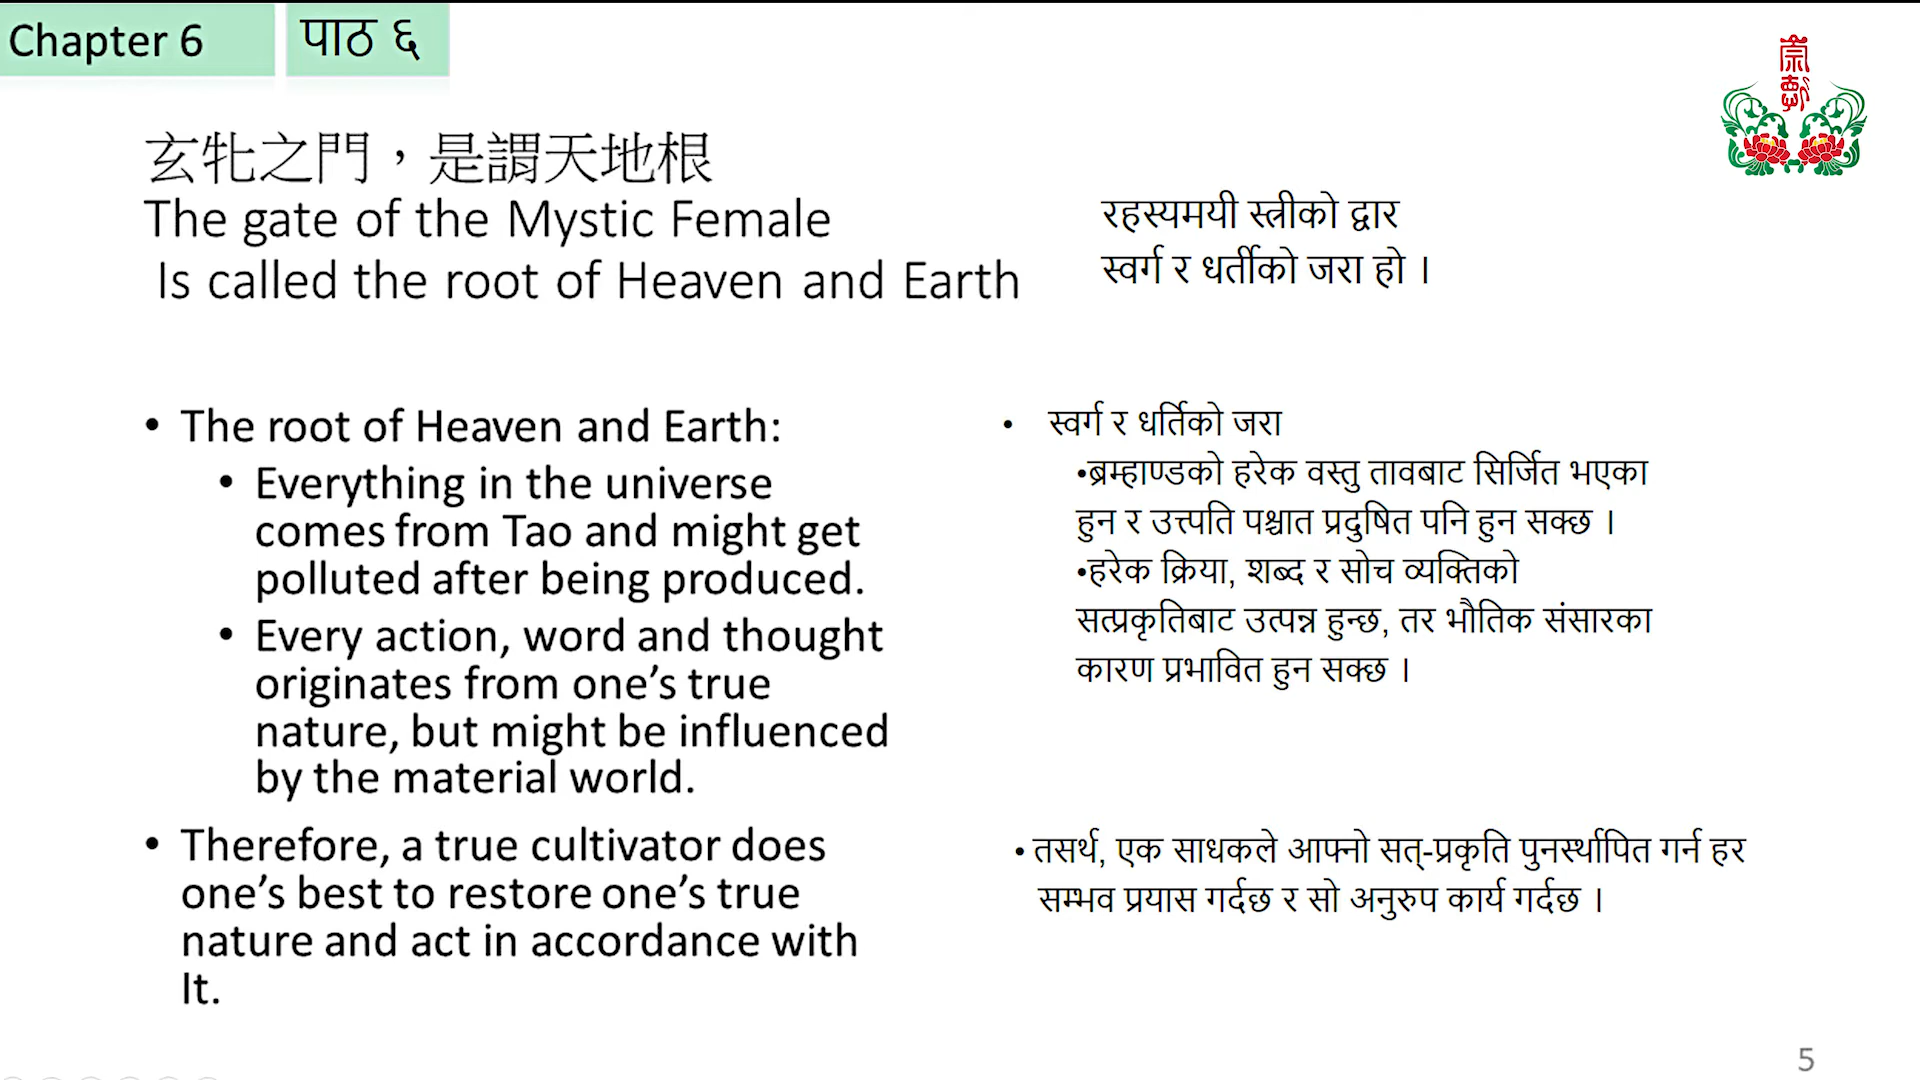 Chapter 6
पाठ ६
玄牝之門，是謂天地根
The gate of the Mystic Female
Is called the root of Heaven and Earth
रहस्यमयी स्त्रीको द्वार
स्वर्ग र धर्तीको जरा हो ।
• The root of Heaven and Earth:
• Everything in the universe
comes from Tao and might get
polluted after being produced.
• Every action, word and thought
originates from one’s true
nature, but might be influenced
by the material world.
• Therefore, a true cultivator does
one’s best to restore one’s true
nature and act in accordance with
It.
• स्वर्ग र धर्तिको जरा
•ब्रम्हाण्डको हरेक वस्तु तावबाट सिर्जित भएका
हुन र उत्त्पति पश्चात प्रदुषित पनि हुन सक्छ ।
•हरेक क्रिया, शब्द र सोच व्यक्तिको
सत्प्रकृतिबाट उत्पन्न हुन्छ, तर भौतिक संसारका
कारण प्रभावित हुन सक्छ ।
• तसर्थ, एक साधकले आफ्नो सत्-प्रकृति पुनर्स्थापित गर्न हर
सम्भव प्रयास गर्दछ र सो अनुरुप कार्य गर्दछ ।
5